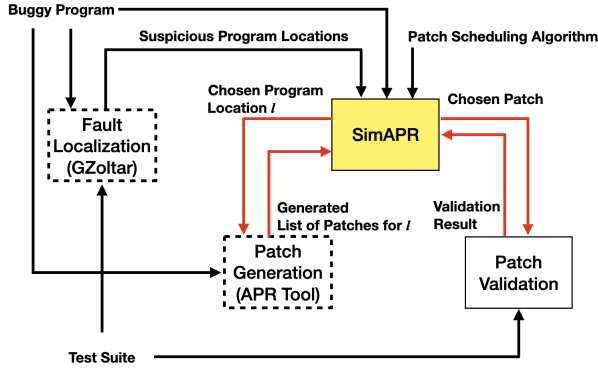 Buggy Program
Suspicious Program Locations
Patch Scheduling Algorithm
Chosen Program
Location l
Chosen Patch
Fault
Localization
(GZoltar)
SimAPR
Generated
List of Patches for l
Validation
Result
Patch
Generation
(APR Tool)
Patch
Validation
Test Suite